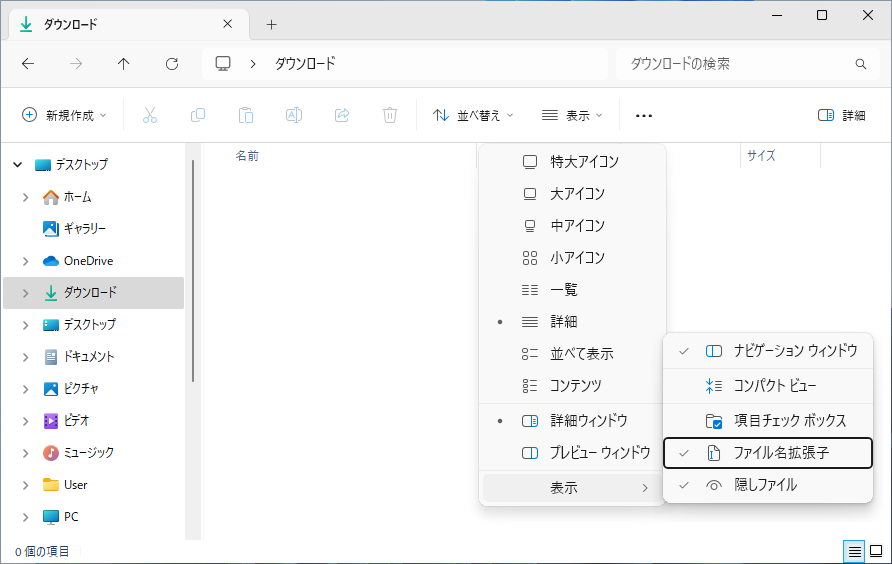 ダウンロード
ダウンロード
ダウンロードの検索
新規作成
並べ替え
表示
詳細
デスクトップ
ホーム
ギャラリー
OneDrive
ダウンロード
デスクトップ
ドキュメント
ピクチャ
ビデオ
ミュージック
User
PC
名前
サイズ
特大アイコン
大アイコン
中アイコン
小アイコン
一覧
詳細
並べて表示
コンテンツ
詳細ウィンドウ
プレビュー ウィンドウ
表示
ナビゲーション ウィンドウ
コンパクト ビュー
項目チェック ボックス
ファイル名拡張子
隠しファイル
0 個の項目